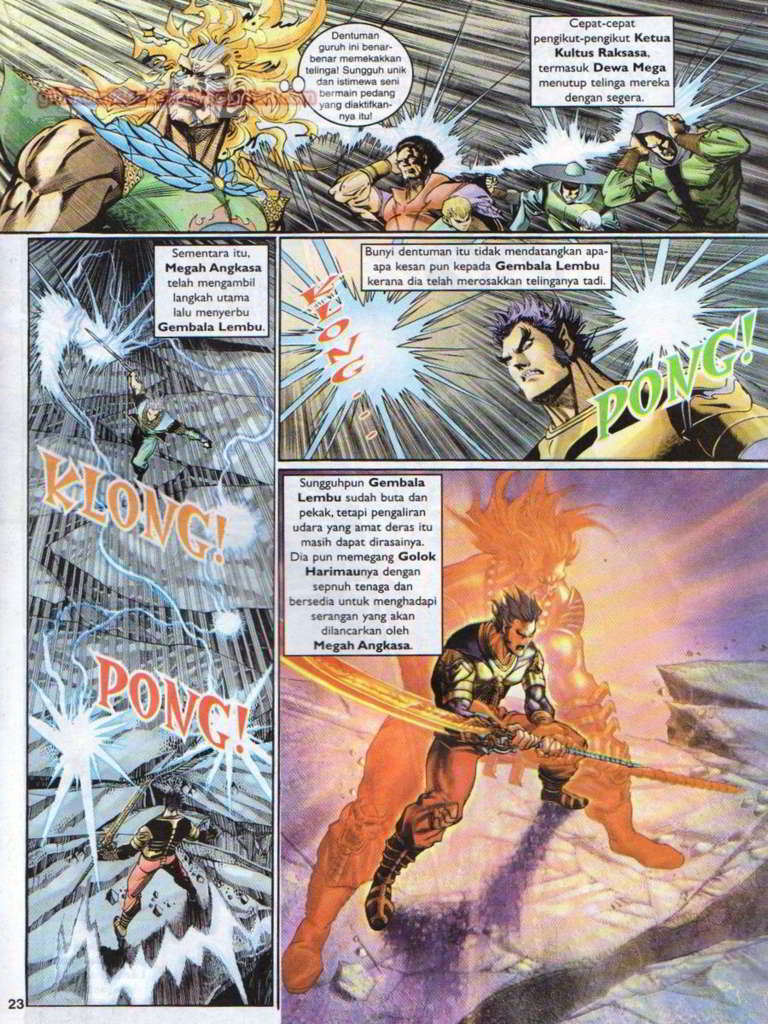 Dentuman
guruh ini benar-
benar memekakkan
telinga! Sungguh unik
dan istimewa seni
bermain pedang
yang diaktifkan-
nya itu!
Cepat-cepat
pengikut-pengikut Ketua
Kultus Raksasa,
termasuk Dewa Mega
menutup telinga mereka
dengan segera.
Sementara itu,
Megah Angkasa
telah mengambil
langkah utama
lalu menyerbu
Gembala Lembu.
KLONG!
PONG!
Bunyi dentuman itu tidak mendatangkan apa-
apa kesan pun kepada Gembala Lembu
kerana dia telah merosakkan telinganya tadi.
KLONG...
PONG!
Sungguhpun Gembala
Lembu sudah buta dan
pekak, tetapi pengaliran
udara yang amat deras itu
masih dapat dirasainya.
Dia pun memegang Golok
Harimaunya dengan
sepnuh tenaga dan
bersedia untuk menghadapi
serangan yang akan
dilancarkan oleh
Megah Angkasa.
23